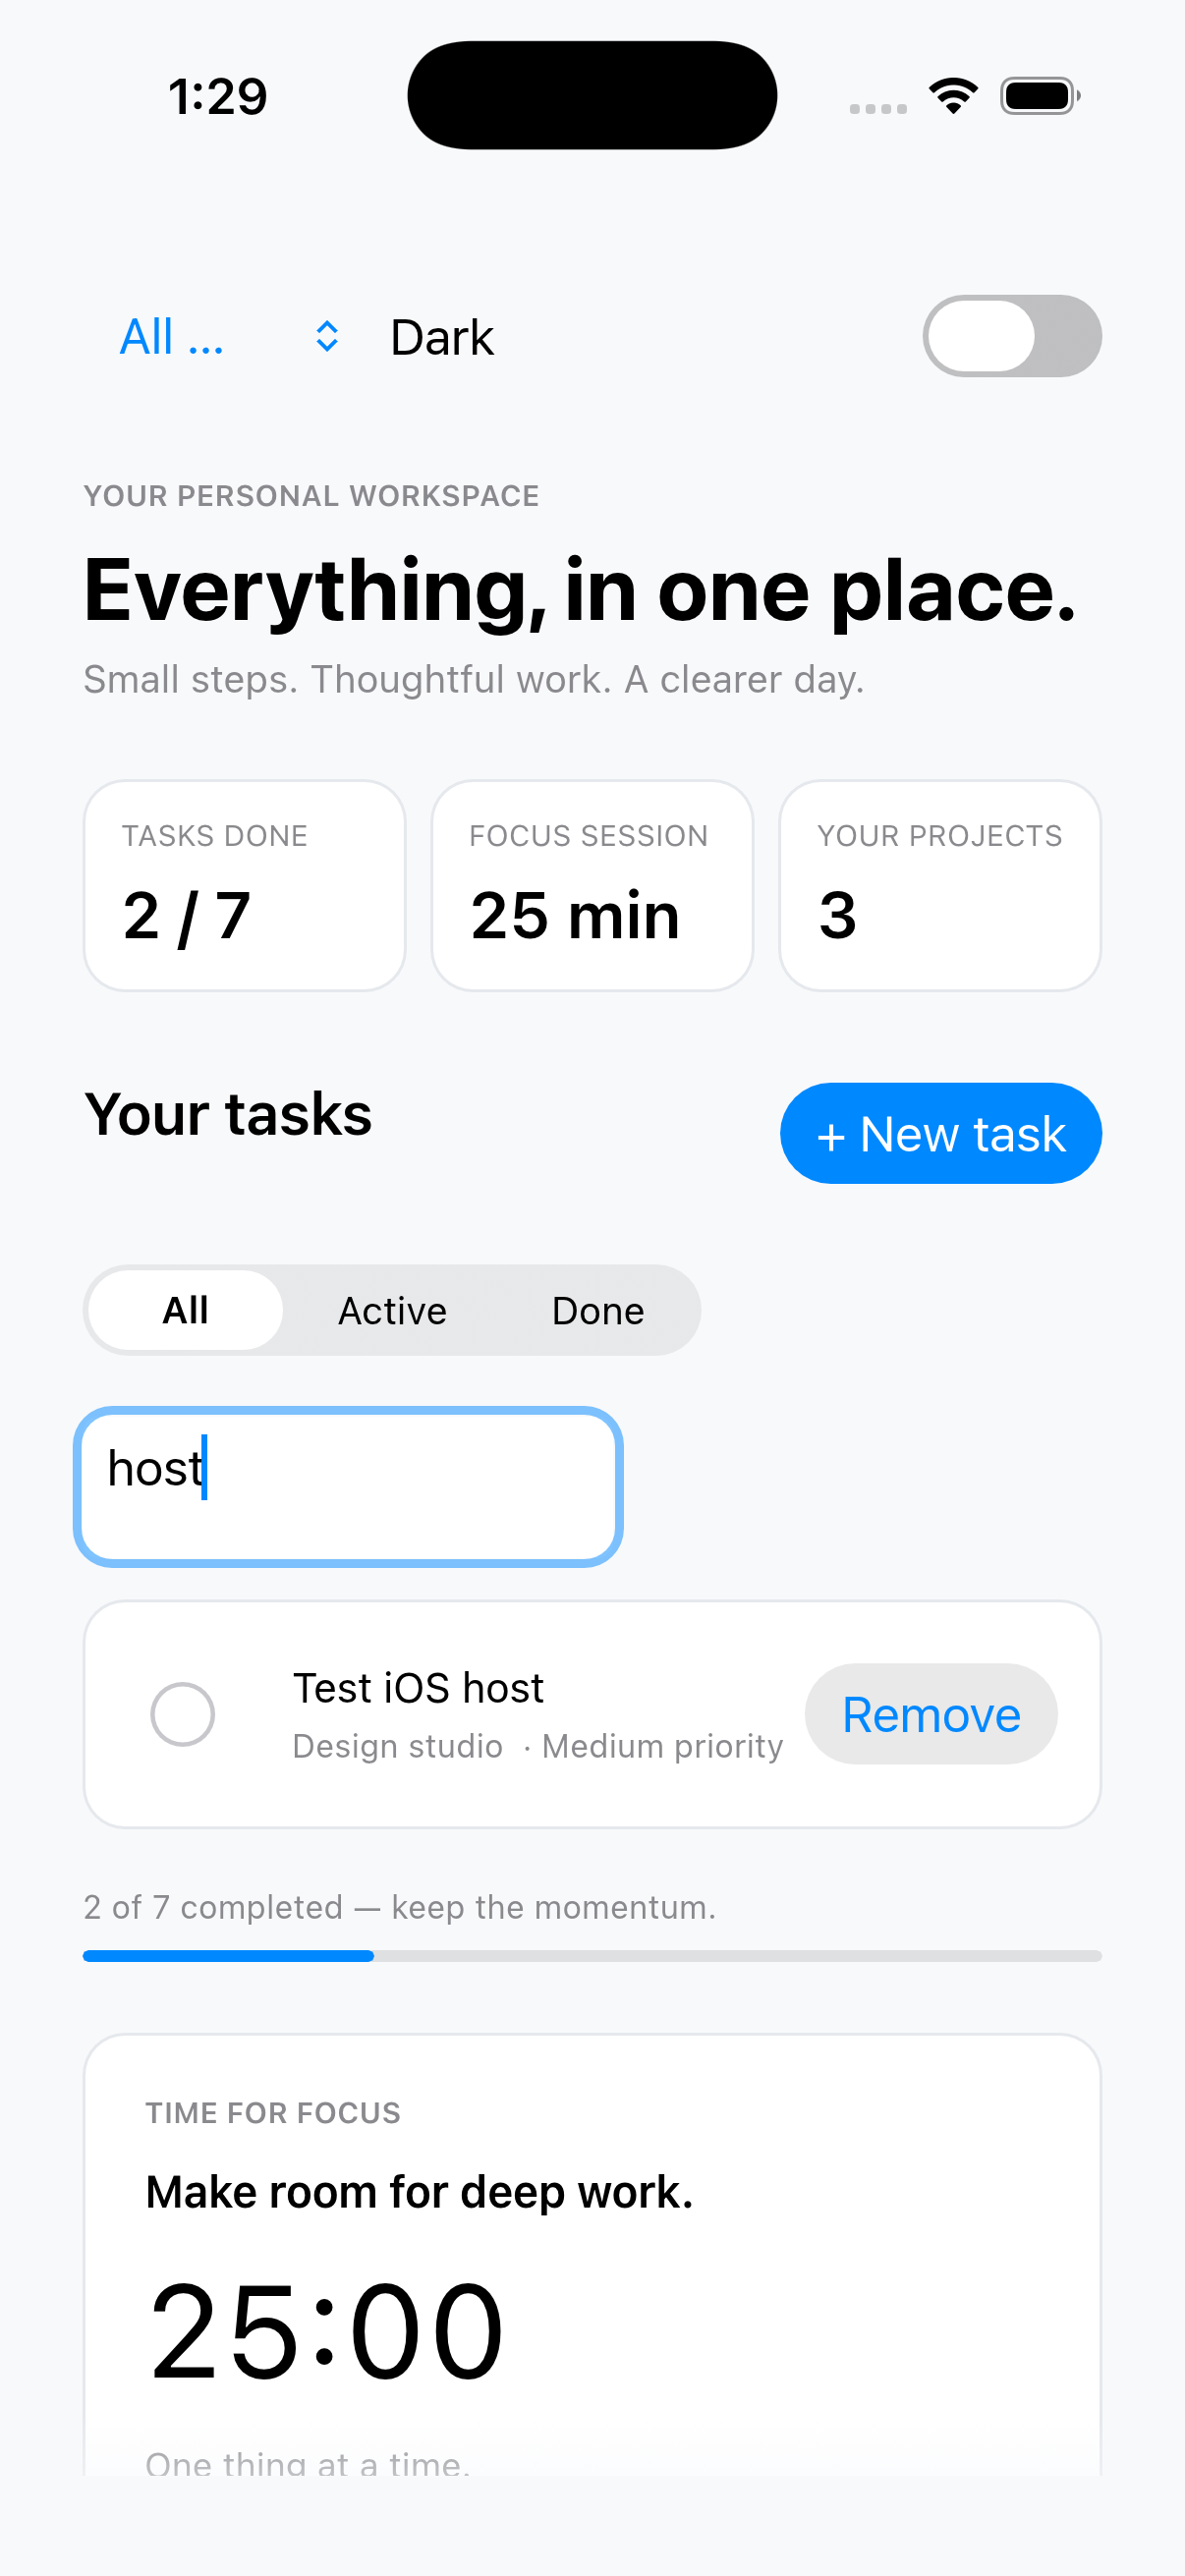 1:29
All ...
Dark
YOUR PERSONAL WORKSPACE
Everything, in one place.
Small steps. Thoughtful work. A clearer day.
TASKS DONE
2 / 7
FOCUS SESSION
25 min
YOUR PROJECTS
3
Your tasks
+ New task
All
Active
Done
host
Test iOS host
Design studio · Medium priority
Remove
2 of 7 completed — keep the momentum.
TIME FOR FOCUS
Make room for deep work.
25:00
One thing at a time.